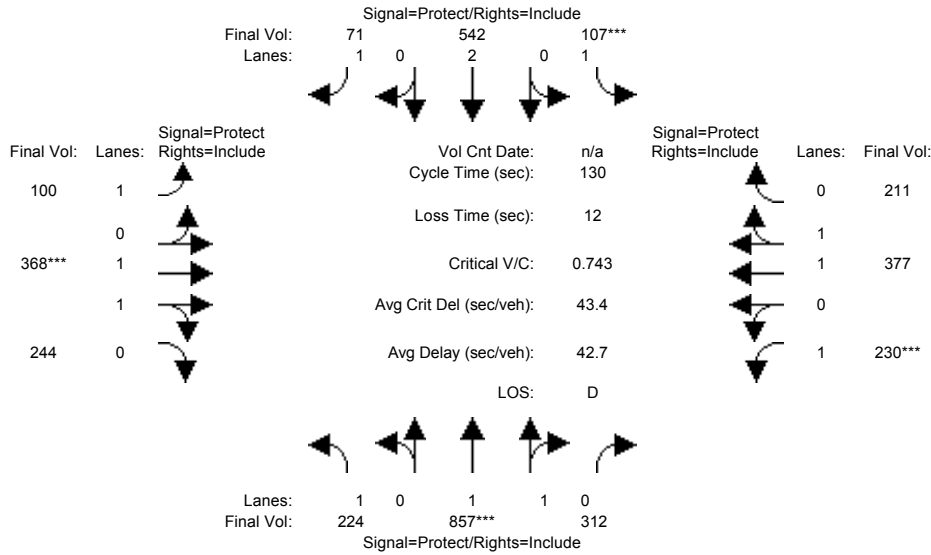 Signal=Protect/Rights=Include
Final Vol: 71 542 107***
Lanes: 1 0 2 0 1
Signal=Protect
Final Vol: Lanes: Rights=Include
Vol Cnt Date: n/a
Signal=Protect
Rights=Include Lanes: Final Vol:
Cycle Time (sec): 130
100 1
0 211
Loss Time (sec): 12
0
1
368*** 1
Critical V/C: 0.743
1 377
1
Avg Crit Del (sec/veh): 43.4
0
244 0
Avg Delay (sec/veh): 42.7
1 230***
LOS: D
Lanes: 1 0 1 1 0
Final Vol: 224 857*** 312
Signal=Protect/Rights=Include